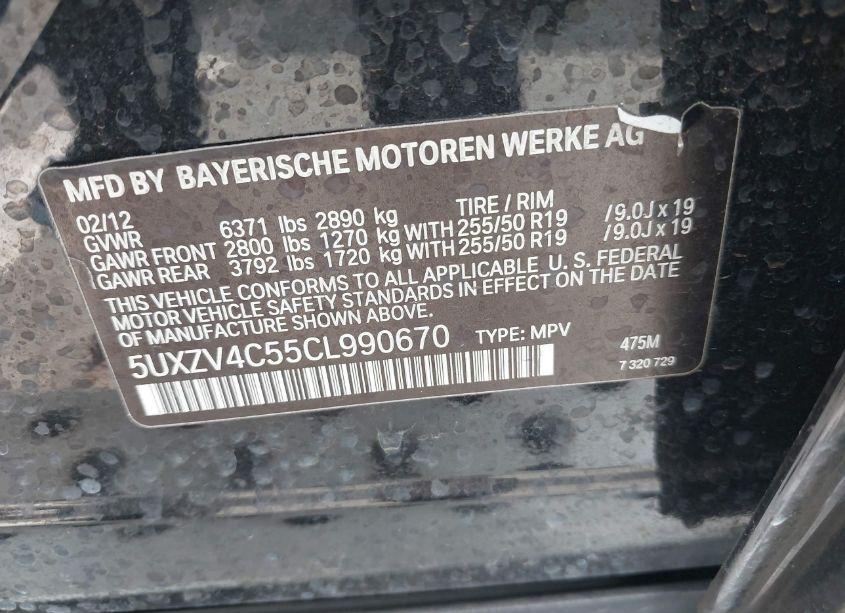 MFD BY BAYERISCHE MOTOREN WERKE AG
02/12 TIRE / RIM
GVWR 6371 lbs 2890 kg
GAWR FRONT 2800 lbs 1270 kg WITH 255/50 R19 /9.0J x 19
GAWR REAR 3792 lbs 1720 kg WITH 255/50 R19 /9.0J x 19
THIS VEHICLE CONFORMS TO ALL APPLICABLE U. S. FEDERAL
MOTOR VEHICLE SAFETY STANDARDS IN EFFECT ON THE DATE
OF MANUFACTURE SHOWN ABOVE.
5UXZV4C55CL990670 TYPE: MPV 475M
7 320 729